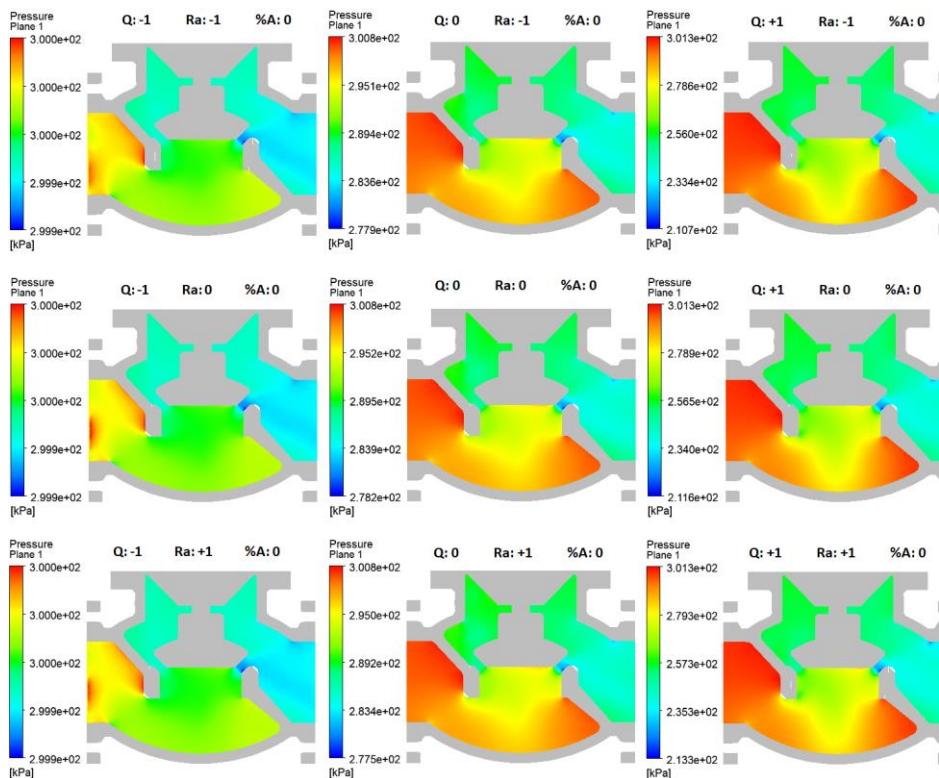 Pressure
Plane 1
Q: -1 Ra: -1 %A: 0
3.000e+02
3.000e+02
3.000e+02
2.999e+02
2.999e+02
[kPa]
Pressure
Plane 1
Q: 0 Ra: -1 %A: 0
3.008e+02
2.951e+02
2.894e+02
2.836e+02
2.779e+02
[kPa]
Pressure
Plane 1
Q: +1 Ra: -1 %A: 0
3.013e+02
2.786e+02
2.560e+02
2.334e+02
2.107e+02
[kPa]
Pressure
Plane 1
Q: -1 Ra: 0 %A: 0
3.000e+02
3.000e+02
3.000e+02
2.999e+02
2.999e+02
[kPa]
Pressure
Plane 1
Q: 0 Ra: 0 %A: 0
3.008e+02
2.952e+02
2.895e+02
2.839e+02
2.782e+02
[kPa]
Pressure
Plane 1
Q: +1 Ra: 0 %A: 0
3.013e+02
2.789e+02
2.565e+02
2.340e+02
2.116e+02
[kPa]
Pressure
Plane 1
Q: -1 Ra: +1 %A: 0
3.000e+02
3.000e+02
3.000e+02
2.999e+02
2.999e+02
[kPa]
Pressure
Plane 1
Q: 0 Ra: +1 %A: 0
3.008e+02
2.950e+02
2.892e+02
2.834e+02
2.775e+02
[kPa]
Pressure
Plane 1
Q: +1 Ra: +1 %A: 0
3.013e+02
2.793e+02
2.573e+02
2.353e+02
2.133e+02
[kPa]